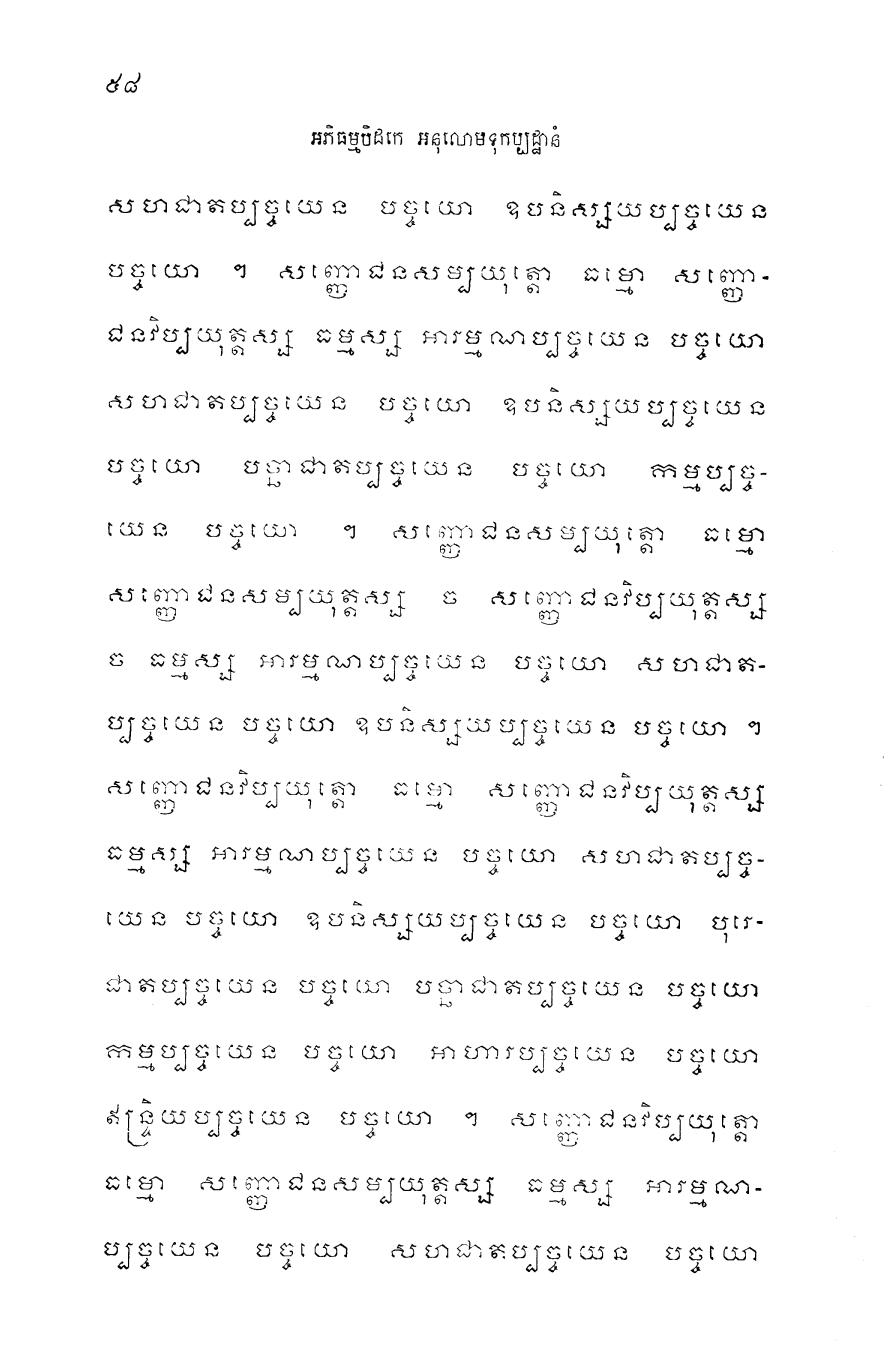 ៥៨
អភិធម្មបិដកេ អនុលោមទុកប្បដ្ឋានំ
សហជាតប្បច្ចយេន បច្ចយោ ឧបនិស្សយប្បច្ចយេន
បច្ចយោ ។ សញ្ញោជនសម្បយុត្តោ ធម្មោ សញ្ញោ-
ជនវិប្បយុត្តស្ស ធម្មស្ស អារម្មណប្បច្ចយេន បច្ចយោ
សហជាតប្បច្ចយេន បច្ចយោ ឧបនិស្សយប្បច្ចយេន
បច្ចយោ បច្ឆាជាតប្បច្ចយេន បច្ចយោ កម្មប្បច្ច-
យេន បច្ចយោ ។ សញ្ញោជនសម្បយុត្តោ ធម្មោ
សញ្ញោជនសម្បយុត្តស្ស ច សញ្ញោជនវិប្បយុត្តស្ស
ច ធម្មស្ស អារម្មណប្បច្ចយេន បច្ចយោ សហជាត-
ប្បច្ចយេន បច្ចយោ ឧបនិស្សយប្បច្ចយេន បច្ចយោ ។
សញ្ញោជនវិប្បយុត្តោ ធម្មោ សញ្ញោជនវិប្បយុត្តស្ស
ធម្មស្ស អារម្មណប្បច្ចយេន បច្ចយោ សហជាតប្បច្ច-
យេន បច្ចយោ ឧបនិស្សយប្បច្ចយេន បច្ចយោ បុរេ-
ជាតប្បច្ចយេន បច្ចយោ បច្ឆាជាតប្បច្ចយេន បច្ចយោ
កម្មប្បច្ចយេន បច្ចយោ អាហារប្បច្ចយេន បច្ចយោ
ឥន្ទ្រិយប្បច្ចយេន បច្ចយោ ។ សញ្ញោជនវិប្បយុត្តោ
ធម្មោ សញ្ញោជនសម្បយុត្តស្ស ធម្មស្ស អារម្មណ-
ប្បច្ចយេន បច្ចយោ សហជាតប្បច្ចយេន បច្ចយោ